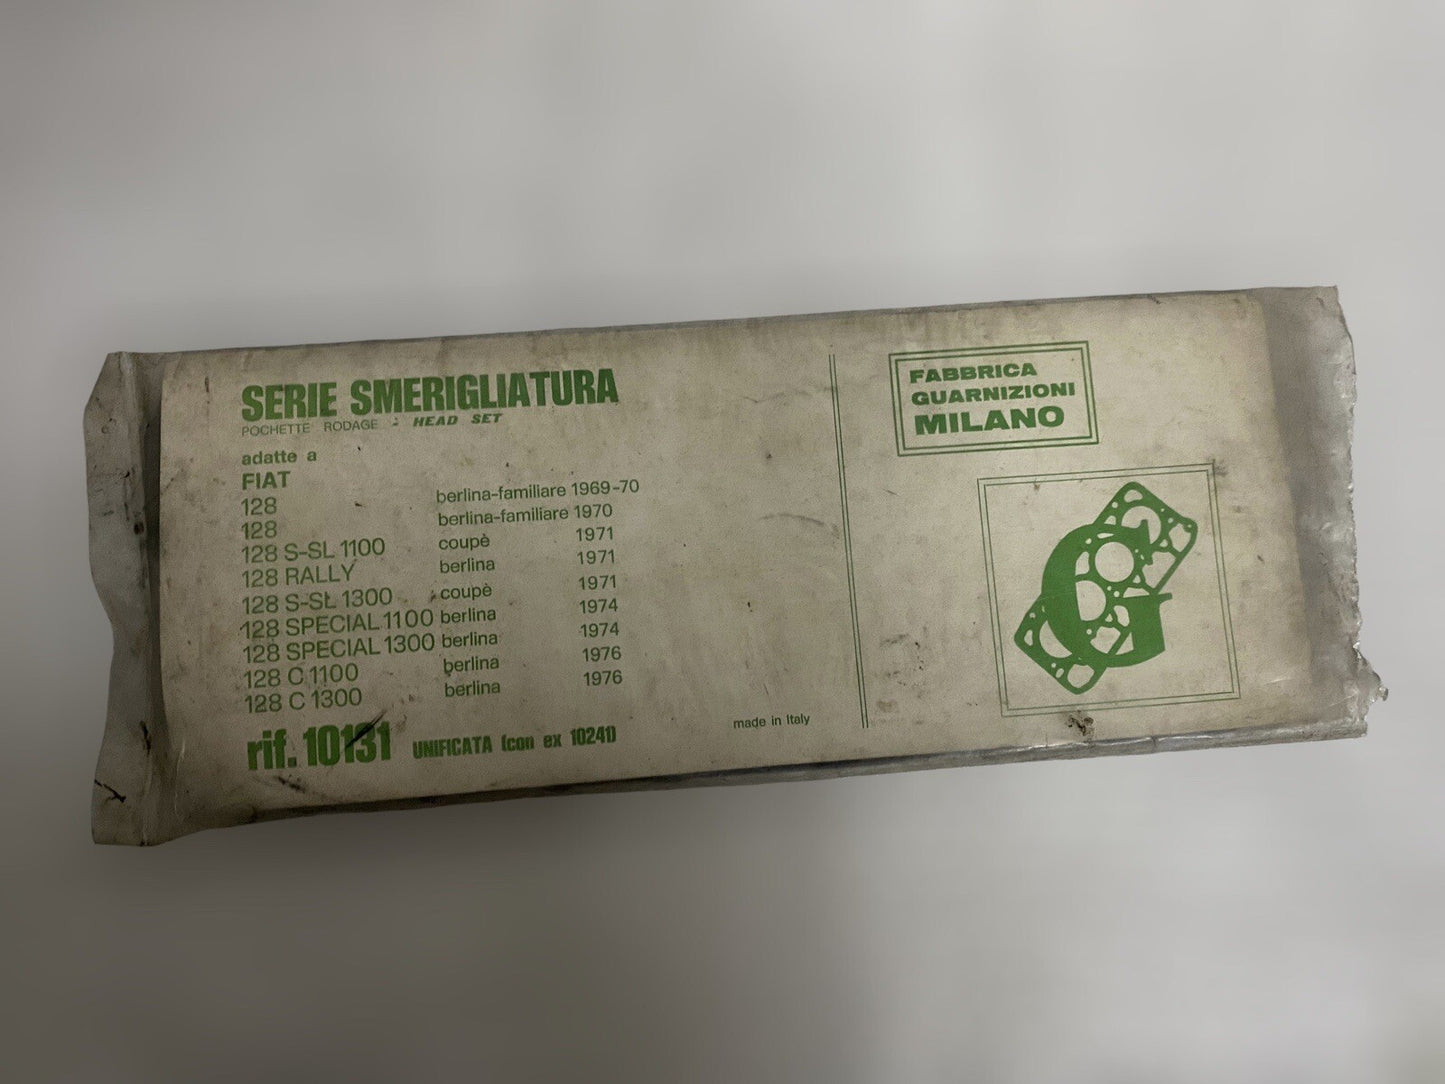 SERIE SMERIGLIATURA
POCHETTE RODAGE - HEAD SET
adatte a
FIAT
128 berlina-familiare 1969-70
128 berlina-familiare 1970
128 S-SL 1100 coupè 1971
128 RALLY berlina 1971
128 S-SL 1300 coupè 1971
128 SPECIAL 1100 berlina 1974
128 SPECIAL 1300 berlina 1974
128 C 1100 berlina 1976
128 C 1300 berlina 1976
rif. 10131 UNIFICATA (con ex 10241)
made in Italy
FABBRICA
GUARNIZIONI
MILANO
G